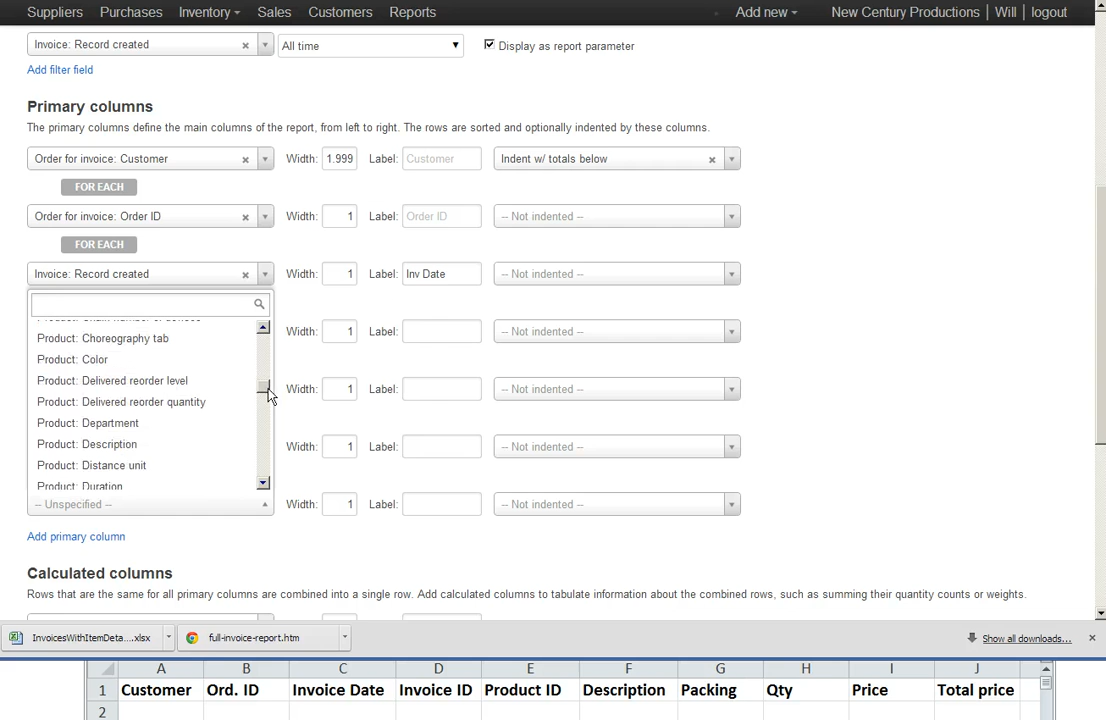 Suppliers Purchases Inventory Sales Customers Reports Add new New Century Productions | Will | logout
Invoice: Record created × All time Display as report parameter
Add filter field
Primary columns
The primary columns define the main columns of the report, from left to right. The rows are sorted and optionally indented by these columns.
Order for invoice: Customer × Width: 1.999 Label: Customer Indent w/ totals below ×
FOR EACH
Order for invoice: Order ID × Width: 1 Label: Order ID -- Not indented --
FOR EACH
Invoice: Record created × Width: 1 Label: Inv Date -- Not indented --
Product: Choreography tab Width: 1 Label: -- Not indented --
Product: Color
Product: Delivered reorder level Width: 1 Label: -- Not indented --
Product: Delivered reorder quantity
Product: Department
Product: Description Width: 1 Label: -- Not indented --
Product: Distance unit
Product: Duration
-- Unspecified -- Width: 1 Label: -- Not indented --
Add primary column
Calculated columns
Rows that are the same for all primary columns are combined into a single row. Add calculated columns to tabulate information about the combined rows, such as summing their quantity counts or weights.
InvoicesWithItemDeta....xlsx full-invoice-report.htm Show all downloads... ×
A B C D E F G H I J
1 Customer Ord. ID Invoice Date Invoice ID Product ID Description Packing Qty Price Total price
2